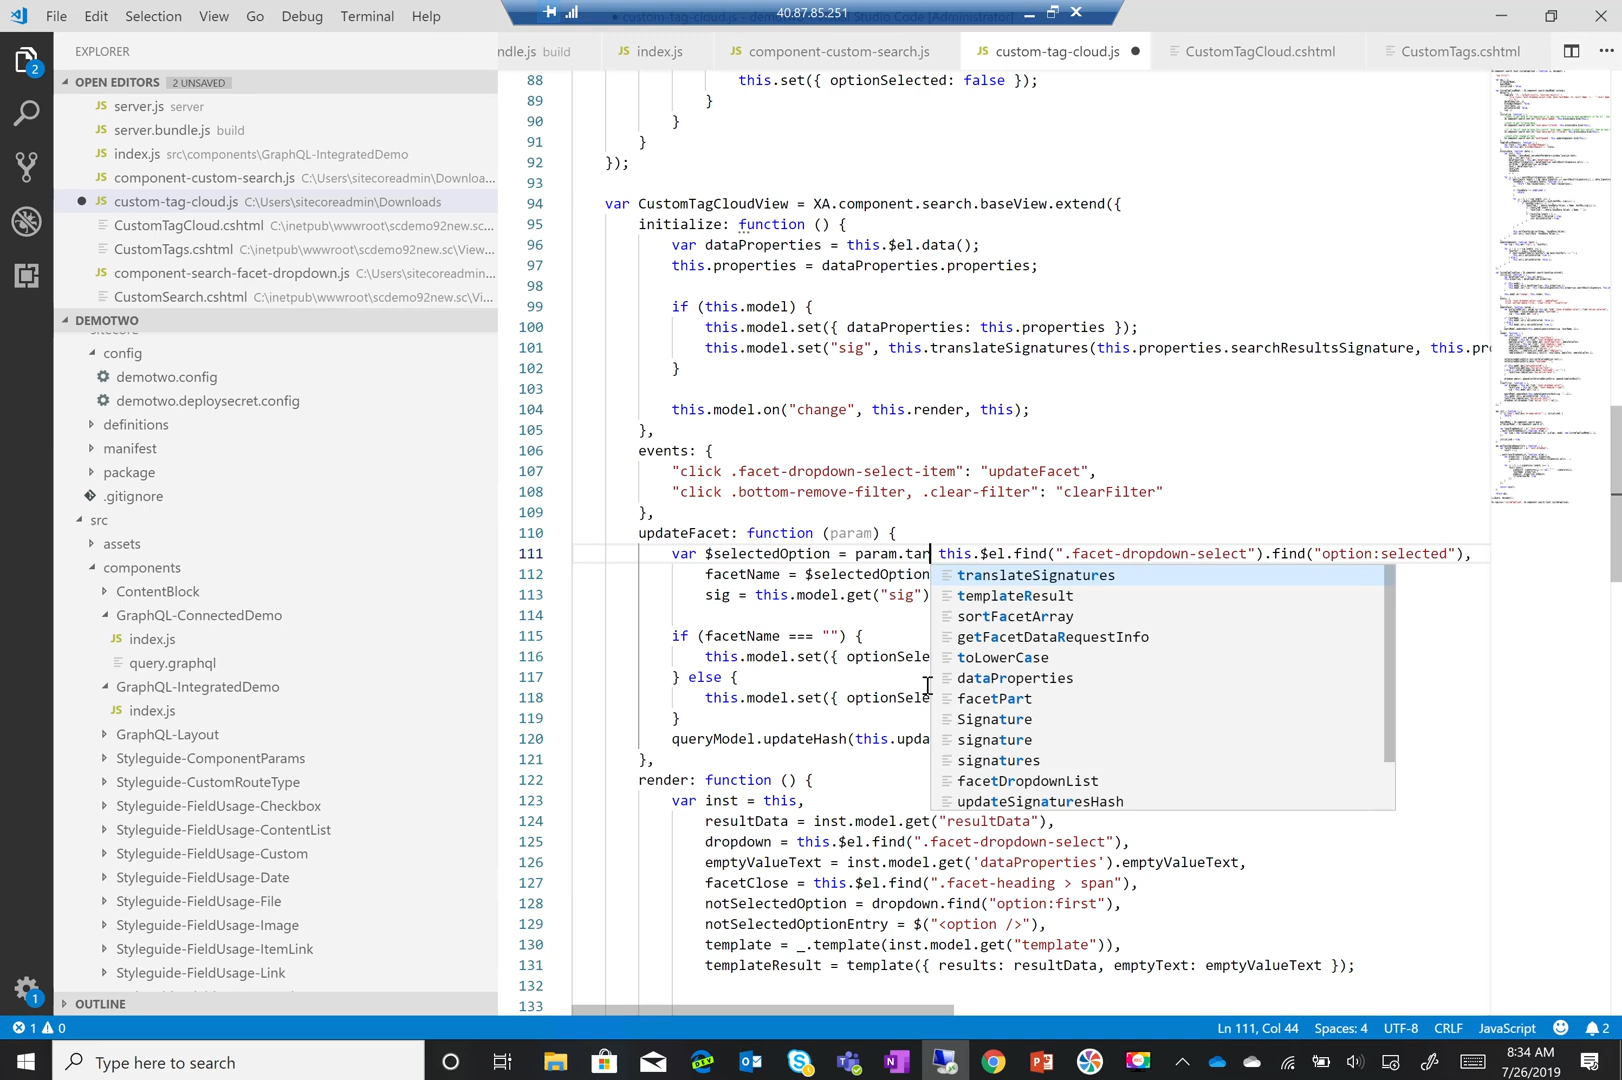 File Edit Selection View Go Debug Terminal Help
40.87.85.251
EXPLORER
OPEN EDITORS 2 UNSAVED
JS server.js server
JS server.bundle.js build
JS index.js src\components\GraphQL-IntegratedDemo
JS component-custom-search.js C:\Users\sitecoreadmin\Downloa...
JS custom-tag-cloud.js C:\Users\sitecoreadmin\Downloads
CustomTagCloud.cshtml C:\inetpub\wwwroot\scdemo92new.sc...
CustomTags.cshtml C:\inetpub\wwwroot\scdemo92new.sc\View...
JS component-search-facet-dropdown.js C:\Users\sitecoreadmin...
CustomSearch.cshtml C:\inetpub\wwwroot\scdemo92new.sc\Vi...
DEMOTWO
config
demotwo.config
demotwo.deploysecret.config
definitions
manifest
package
.gitignore
src
assets
components
ContentBlock
GraphQL-ConnectedDemo
JS index.js
query.graphql
GraphQL-IntegratedDemo
JS index.js
GraphQL-Layout
Styleguide-ComponentParams
Styleguide-CustomRouteType
Styleguide-FieldUsage-Checkbox
Styleguide-FieldUsage-ContentList
Styleguide-FieldUsage-Custom
Styleguide-FieldUsage-Date
Styleguide-FieldUsage-File
Styleguide-FieldUsage-Image
Styleguide-FieldUsage-ItemLink
Styleguide-FieldUsage-Link
OUTLINE
ndle.js build JS index.js JS component-custom-search.js JS custom-tag-cloud.js CustomTagCloud.cshtml CustomTags.cshtml
88 this.set({ optionSelected: false });
89 }
90 }
91 }
92 });
93
94 var CustomTagCloudView = XA.component.search.baseView.extend({
95 initialize: function () {
96 var dataProperties = this.$el.data();
97 this.properties = dataProperties.properties;
98
99 if (this.model) {
100 this.model.set({ dataProperties: this.properties });
101 this.model.set("sig", this.translateSignatures(this.properties.searchResultsSignature, this.pr
102 }
103
104 this.model.on("change", this.render, this);
105 },
106 events: {
107 "click .facet-dropdown-select-item": "updateFacet",
108 "click .bottom-remove-filter, .clear-filter": "clearFilter"
109 },
110 updateFacet: function (param) {
111 var $selectedOption = param.tar this.$el.find(".facet-dropdown-select").find("option:selected"),
112 facetName = $selectedOption
113 sig = this.model.get("sig")
114
115 if (facetName === "") {
116 this.model.set({ optionSele
117 } else {
118 this.model.set({ optionSele
119 }
120 queryModel.updateHash(this.upda
121 },
122 render: function () {
123 var inst = this,
124 resultData = inst.model.get("resultData"),
125 dropdown = this.$el.find(".facet-dropdown-select"),
126 emptyValueText = inst.model.get('dataProperties').emptyValueText,
127 facetClose = this.$el.find(".facet-heading > span"),
128 notSelectedOption = dropdown.find("option:first"),
129 notSelectedOptionEntry = $("<option />"),
130 template = _.template(inst.model.get("template")),
131 templateResult = template({ results: resultData, emptyText: emptyValueText });
132
133
translateSignatures
templateResult
sortFacetArray
getFacetDataRequestInfo
toLowerCase
dataProperties
facetPart
Signature
signature
signatures
facetDropdownList
updateSignaturesHash
2
1
1 0 Ln 111, Col 44 Spaces: 4 UTF-8 CRLF JavaScript 2
Type here to search
8:34 AM
7/26/2019